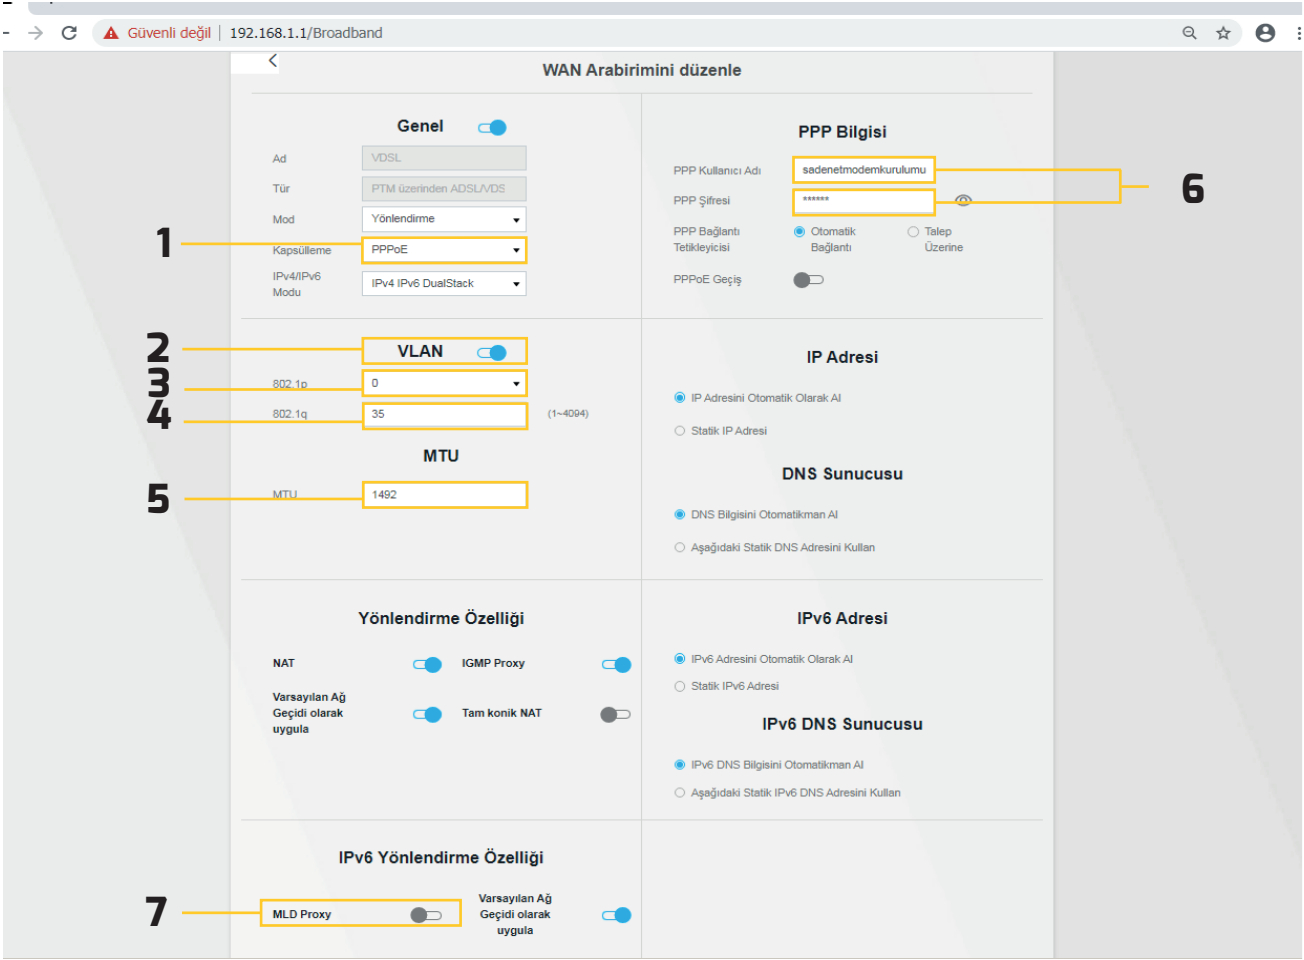 Güvenli değil | 192.168.1.1/Broadband
WAN Arabirimini düzenle
Genel
Ad VDSL
Tür PTM üzerinden ADSL/VDS
Mod Yönlendirme
1 Kapsülleme PPPoE
IPv4/IPv6
Modu
IPv4 IPv6 DualStack
PPP Bilgisi
PPP Kullanıcı Adı sadenetmodemkurulumu
PPP Şifresi ******
6
PPP Bağlantı
Tetikleyicisi
Otomatik
Bağlantı
Talep
Üzerine
PPPoE Geçiş
2 VLAN
3 802.1p 0
4 802.1q 35 (1~4094)
MTU
5 MTU 1492
IP Adresi
IP Adresini Otomatik Olarak Al
Statik IP Adresi
DNS Sunucusu
DNS Bilgisini Otomatikman Al
Aşağıdaki Statik DNS Adresini Kullan
Yönlendirme Özelliği
NAT IGMP Proxy
Varsayılan Ağ
Geçidi olarak
uygula
Tam konik NAT
IPv6 Adresi
IPv6 Adresini Otomatik Olarak Al
Statik IPv6 Adresi
IPv6 DNS Sunucusu
IPv6 DNS Bilgisini Otomatikman Al
Aşağıdaki Statik IPv6 DNS Adresini Kullan
IPv6 Yönlendirme Özelliği
7 MLD Proxy
Varsayılan Ağ
Geçidi olarak
uygula